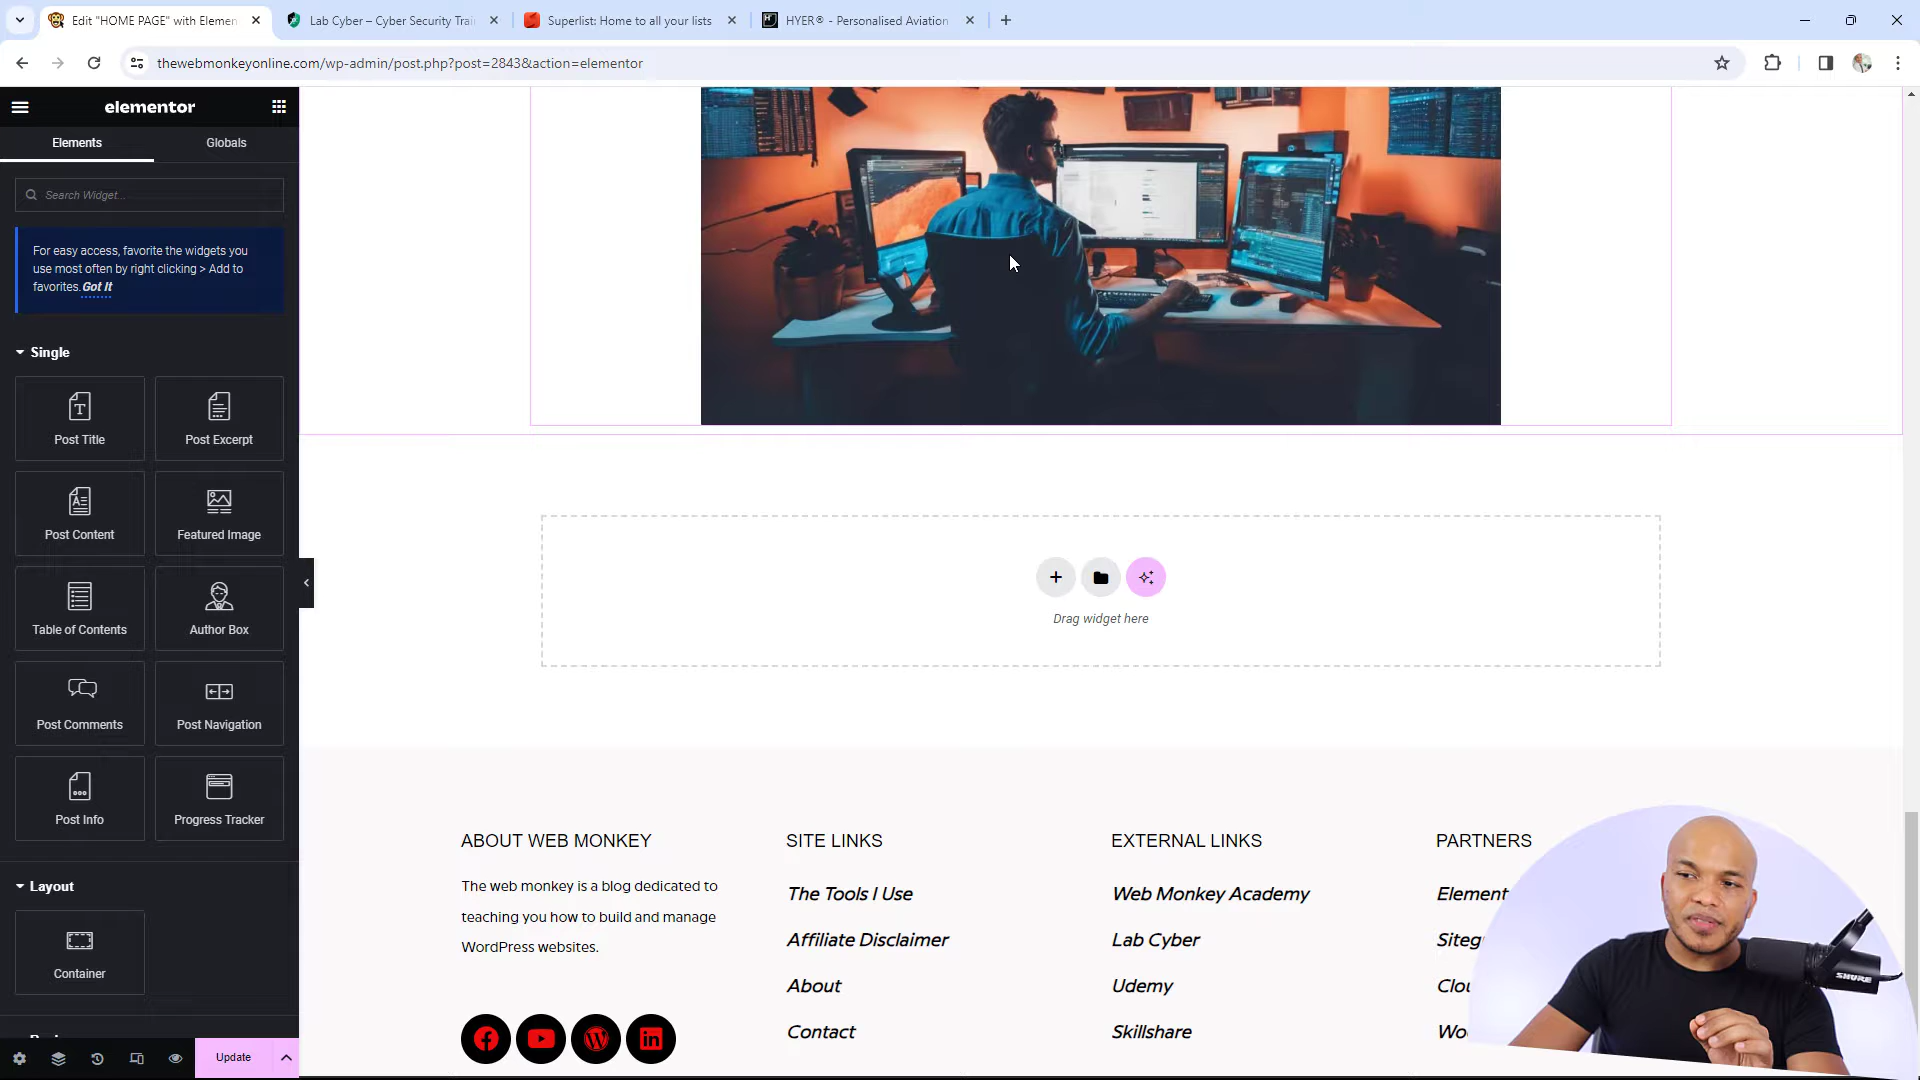 Edit "HOME PAGE" with Elemen
Lab Cyber – Cyber Security Trai
Superlist: Home to all your lists
HYER® - Personalised Aviation
thewebmonkeyonline.com/wp-admin/post.php?post=2843&action=elementor
elementor
Elements
Globals
Search Widget...
For easy access, favorite the widgets you
use most often by right clicking > Add to
favorites. Got It
Single
Post Title
Post Excerpt
Post Content
Featured Image
Table of Contents
Author Box
Post Comments
Post Navigation
Post Info
Progress Tracker
Layout
Container
Update
Drag widget here
ABOUT WEB MONKEY
The web monkey is a blog dedicated to
teaching you how to build and manage
WordPress websites.
SITE LINKS
The Tools I Use
Affiliate Disclaimer
About
Contact
EXTERNAL LINKS
Web Monkey Academy
Lab Cyber
Udemy
Skillshare
PARTNERS
Element
Siteg
Clou
Wo
SHURE